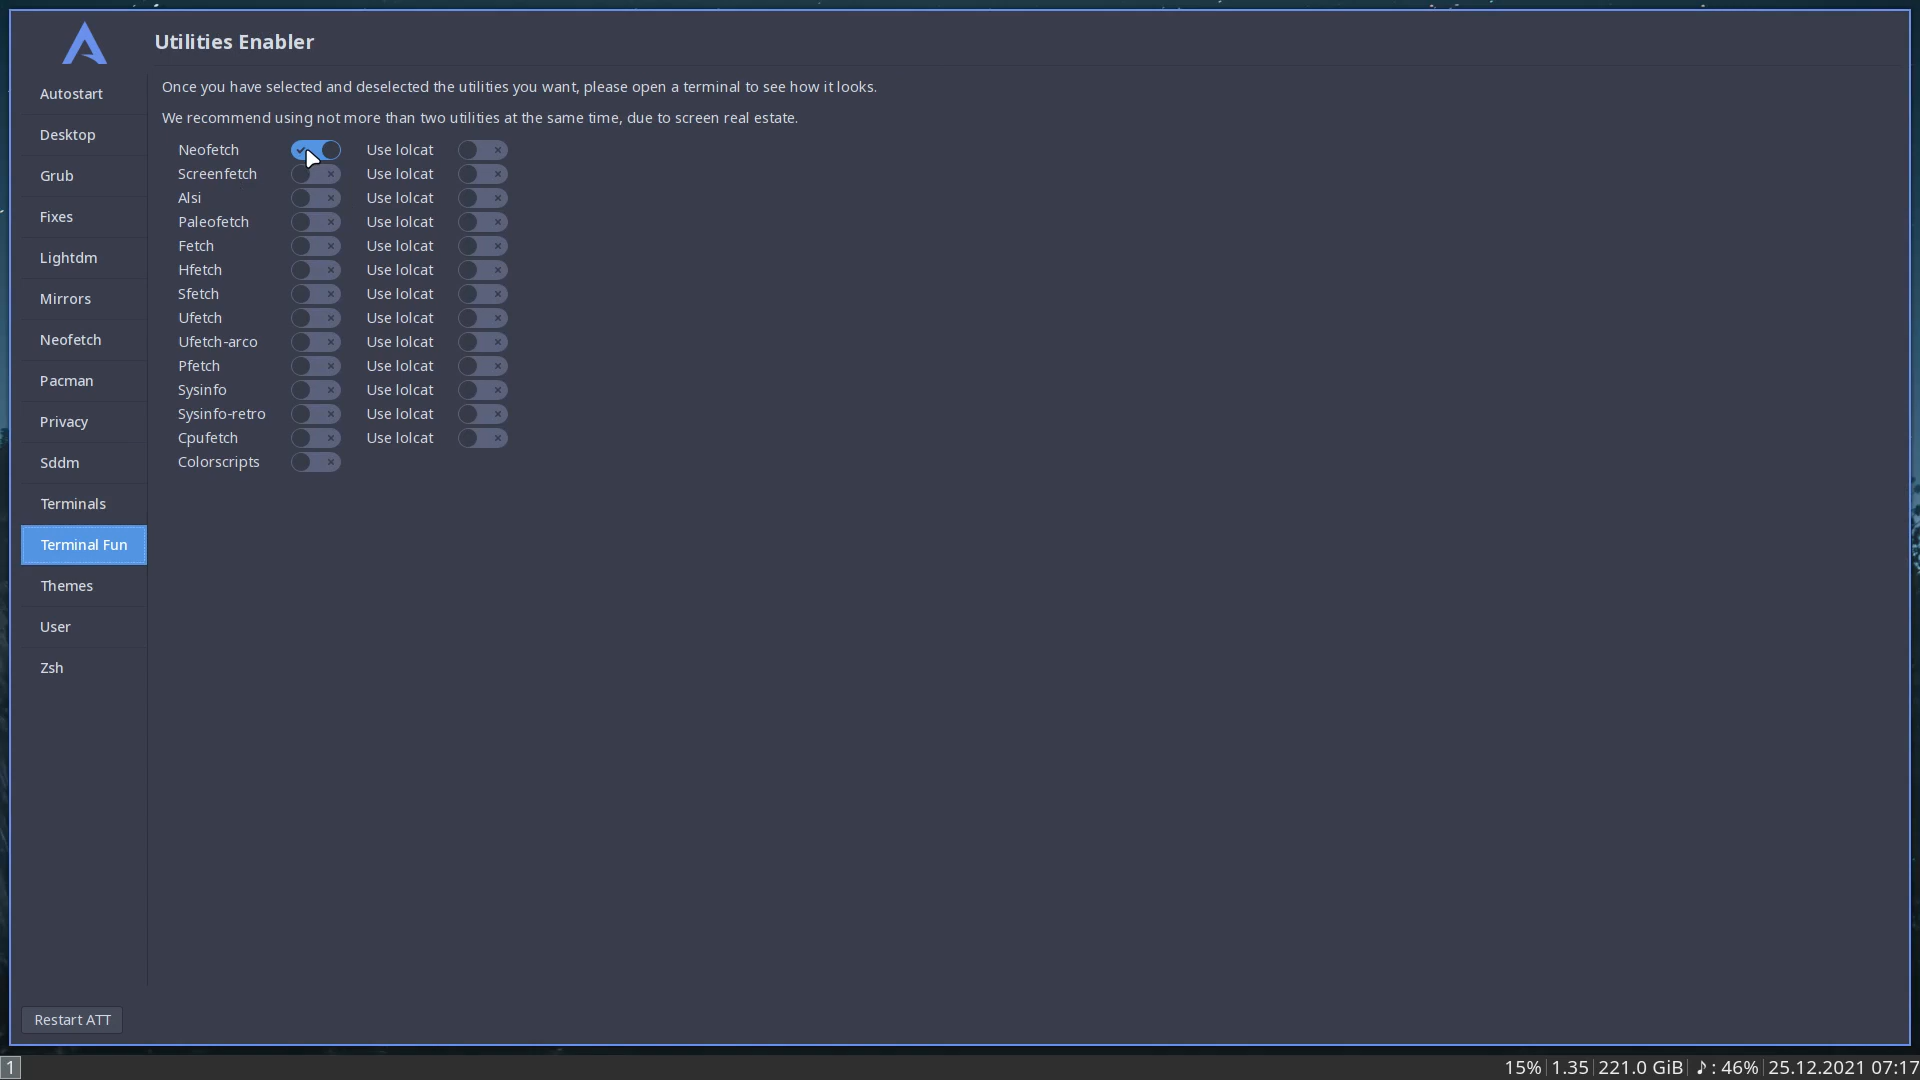 Utilities Enabler
Autostart
Desktop
Grub
Fixes
Lightdm
Mirrors
Neofetch
Pacman
Privacy
Sddm
Terminals
Terminal Fun
Themes
User
Zsh
Once you have selected and deselected the utilities you want, please open a terminal to see how it looks.
We recommend using not more than two utilities at the same time, due to screen real estate.
Neofetch Use lolcat
Screenfetch Use lolcat
Alsi Use lolcat
Paleofetch Use lolcat
Fetch Use lolcat
Hfetch Use lolcat
Sfetch Use lolcat
Ufetch Use lolcat
Ufetch-arco Use lolcat
Pfetch Use lolcat
Sysinfo Use lolcat
Sysinfo-retro Use lolcat
Cpufetch Use lolcat
Colorscripts
Restart ATT
1 15% | 1.35 | 221.0 GiB | ♪: 46% | 25.12.2021 07:17